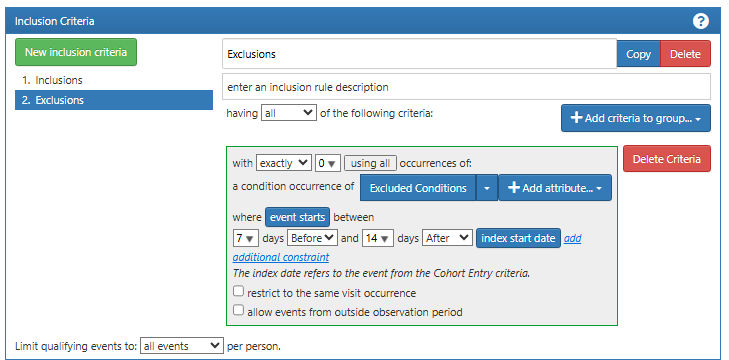 Inclusion Criteria ?
New inclusion criteria
1. Inclusions
2. Exclusions
Exclusions Copy Delete
enter an inclusion rule description
having all of the following criteria:
Add criteria to group...
with exactly 0 using all occurrences of:
Delete Criteria
a condition occurrence of Excluded Conditions Add attribute...
where event starts between
7 days Before and 14 days After index start date add
additional constraint
The index date refers to the event from the Cohort Entry criteria.
restrict to the same visit occurrence
allow events from outside observation period
Limit qualifying events to: all events per person.